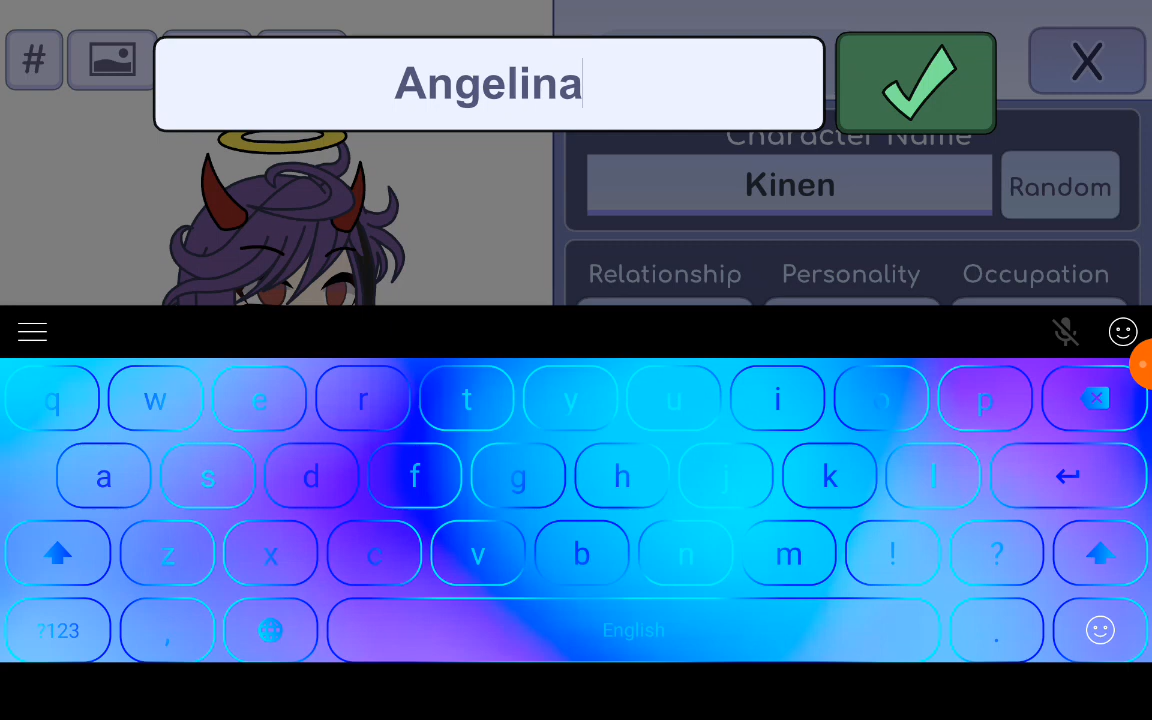 #
Angelina
X
Character Name
Kinen
Random
Relationship Personality Occupation
q w e r t y u i o p
a s d f g h j k l
z x c v b n m ! ?
?123 , English .